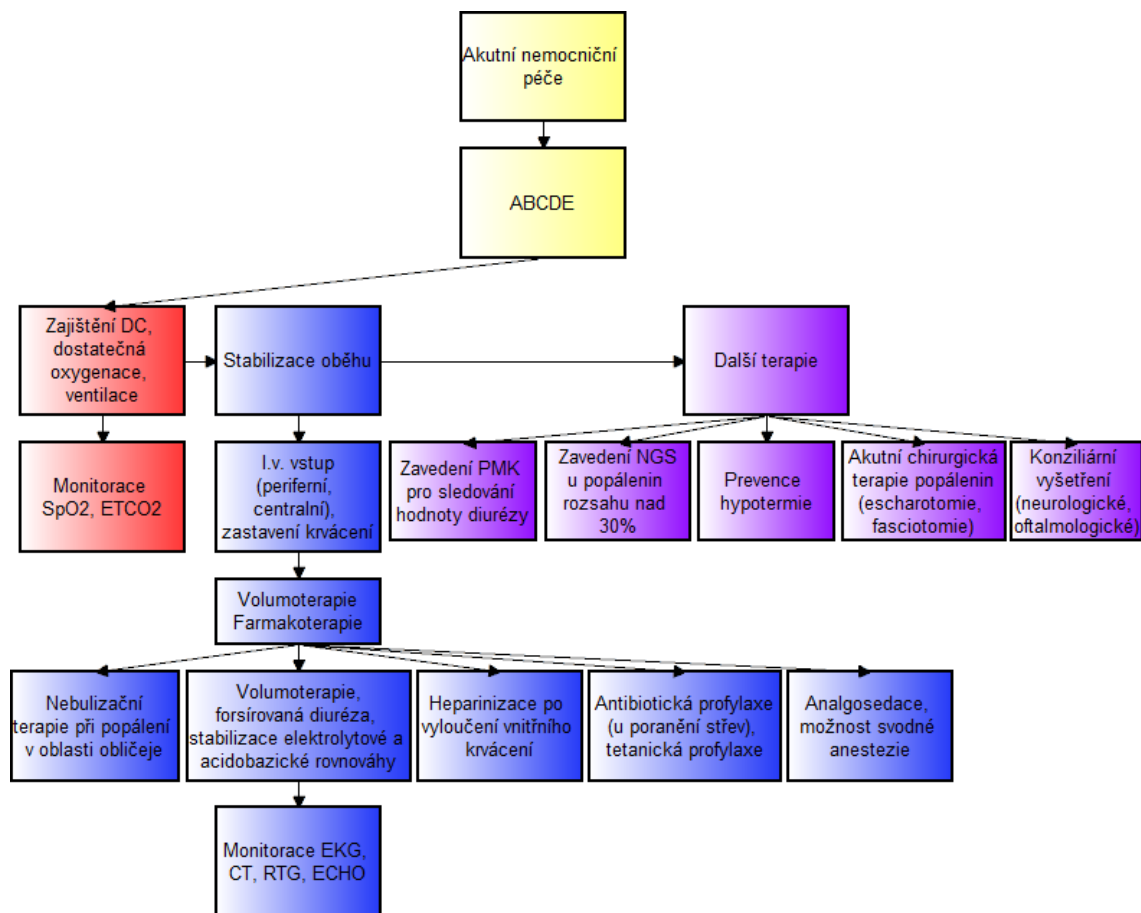 Akutní nemocniční
péče
ABCDE
Zajištění DC,
dostatečná
oxygenace,
ventilace
Stabilizace oběhu
Další terapie
Monitorace
SpO2, ETCO2
I.v. vstup
(periferní,
centralní),
zastavení krvácení
Zavedení PMK
pro sledování
hodnoty diurézy
Zavedení NGS
u popálenin
rozsahu nad
30%
Prevence
hypotermie
Akutní chirurgická
terapie popálenin
(escharotomie,
fasciotomie)
Konziliární
vyšetření
(neurologické,
oftalmologické)
Volumoterapie
Farmakoterapie
Nebulizační
terapie při popálení
v oblasti obličeje
Volumoterapie,
forsírovaná diuréza,
stabilizace elektrolytové a
acidobazické rovnováhy
Heparinizace po
vyloučení vnitřního
krvácení
Antibiotická profylaxe
(u poranění střev),
tetanická profylaxe
Analgosedace,
možnost svodné
anestezie
Monitorace EKG,
CT, RTG, ECHO